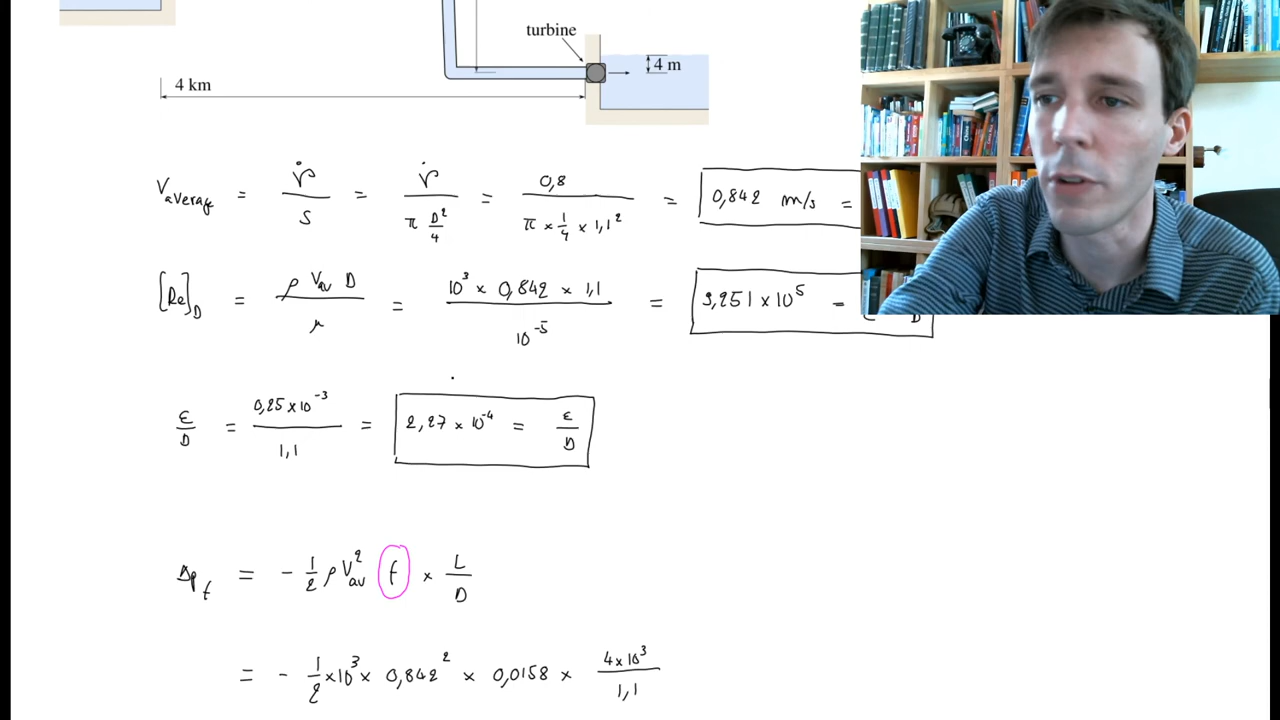 turbine
4 m
4 km
V_average = V̇ / S = V̇ / (π D²/4) = 0,8 / (π × 1/4 × 1,1²) = 0,842 m/s =
[Re]_D = ρ V_av D / μ = 10³ × 0,842 × 1,1 / 10⁻⁵ = 9,251 × 10⁵ =
ε/D = 0,25 × 10⁻³ / 1,1 = 2,27 × 10⁻⁴ = ε/D
Δp_f = - 1/2 ρ V_av² f × L/D
= - 1/2 × 10³ × 0,842² × 0,0158 × 4 × 10³ / 1,1